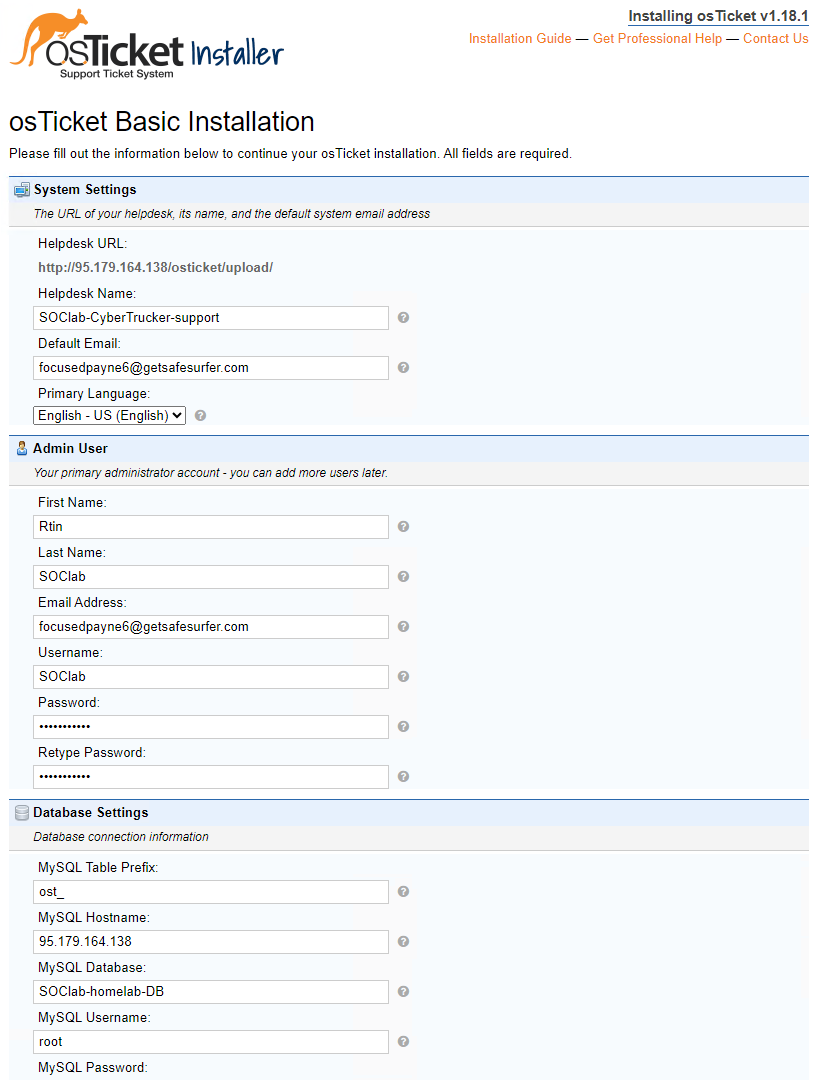 Installing osTicket v1.18.1
Installation Guide — Get Professional Help — Contact Us
osTicket Installer
Support Ticket System
osTicket Basic Installation
Please fill out the information below to continue your osTicket installation. All fields are required.
System Settings
The URL of your helpdesk, its name, and the default system email address
Helpdesk URL:
http://95.179.164.138/osticket/upload/
Helpdesk Name:
SOClab-CyberTrucker-support
Default Email:
focusedpayne6@getsafesurfer.com
Primary Language:
English - US (English)
Admin User
Your primary administrator account - you can add more users later.
First Name:
Rtin
Last Name:
SOClab
Email Address:
focusedpayne6@getsafesurfer.com
Username:
SOClab
Password:
•••••••••••
Retype Password:
•••••••••••
Database Settings
Database connection information
MySQL Table Prefix:
ost_
MySQL Hostname:
95.179.164.138
MySQL Database:
SOClab-homelab-DB
MySQL Username:
root
MySQL Password: